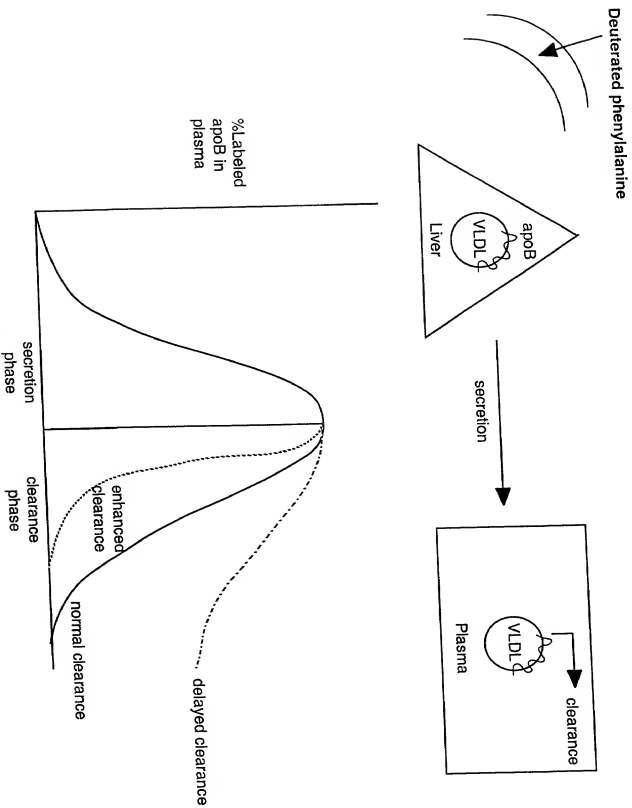 Deuterated phenylalanine
apoB
VLDL
Liver
secretion
VLDL
Plasma
clearance
%Labeled
apoB in
plasma
enhanced
clearance
normal clearance
delayed clearance
secretion
phase
clearance
phase